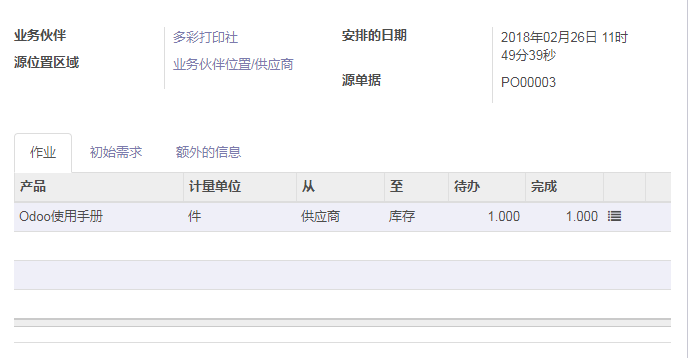 业务伙伴 多彩打印社 安排的日期 2018年02月26日 11时
49分39秒
源位置区域 业务伙伴位置/供应商
源单据 PO00003
作业 初始需求 额外的信息
产品 计量单位 从 至 待办 完成
Odoo使用手册 件 供应商 库存 1.000 1.000